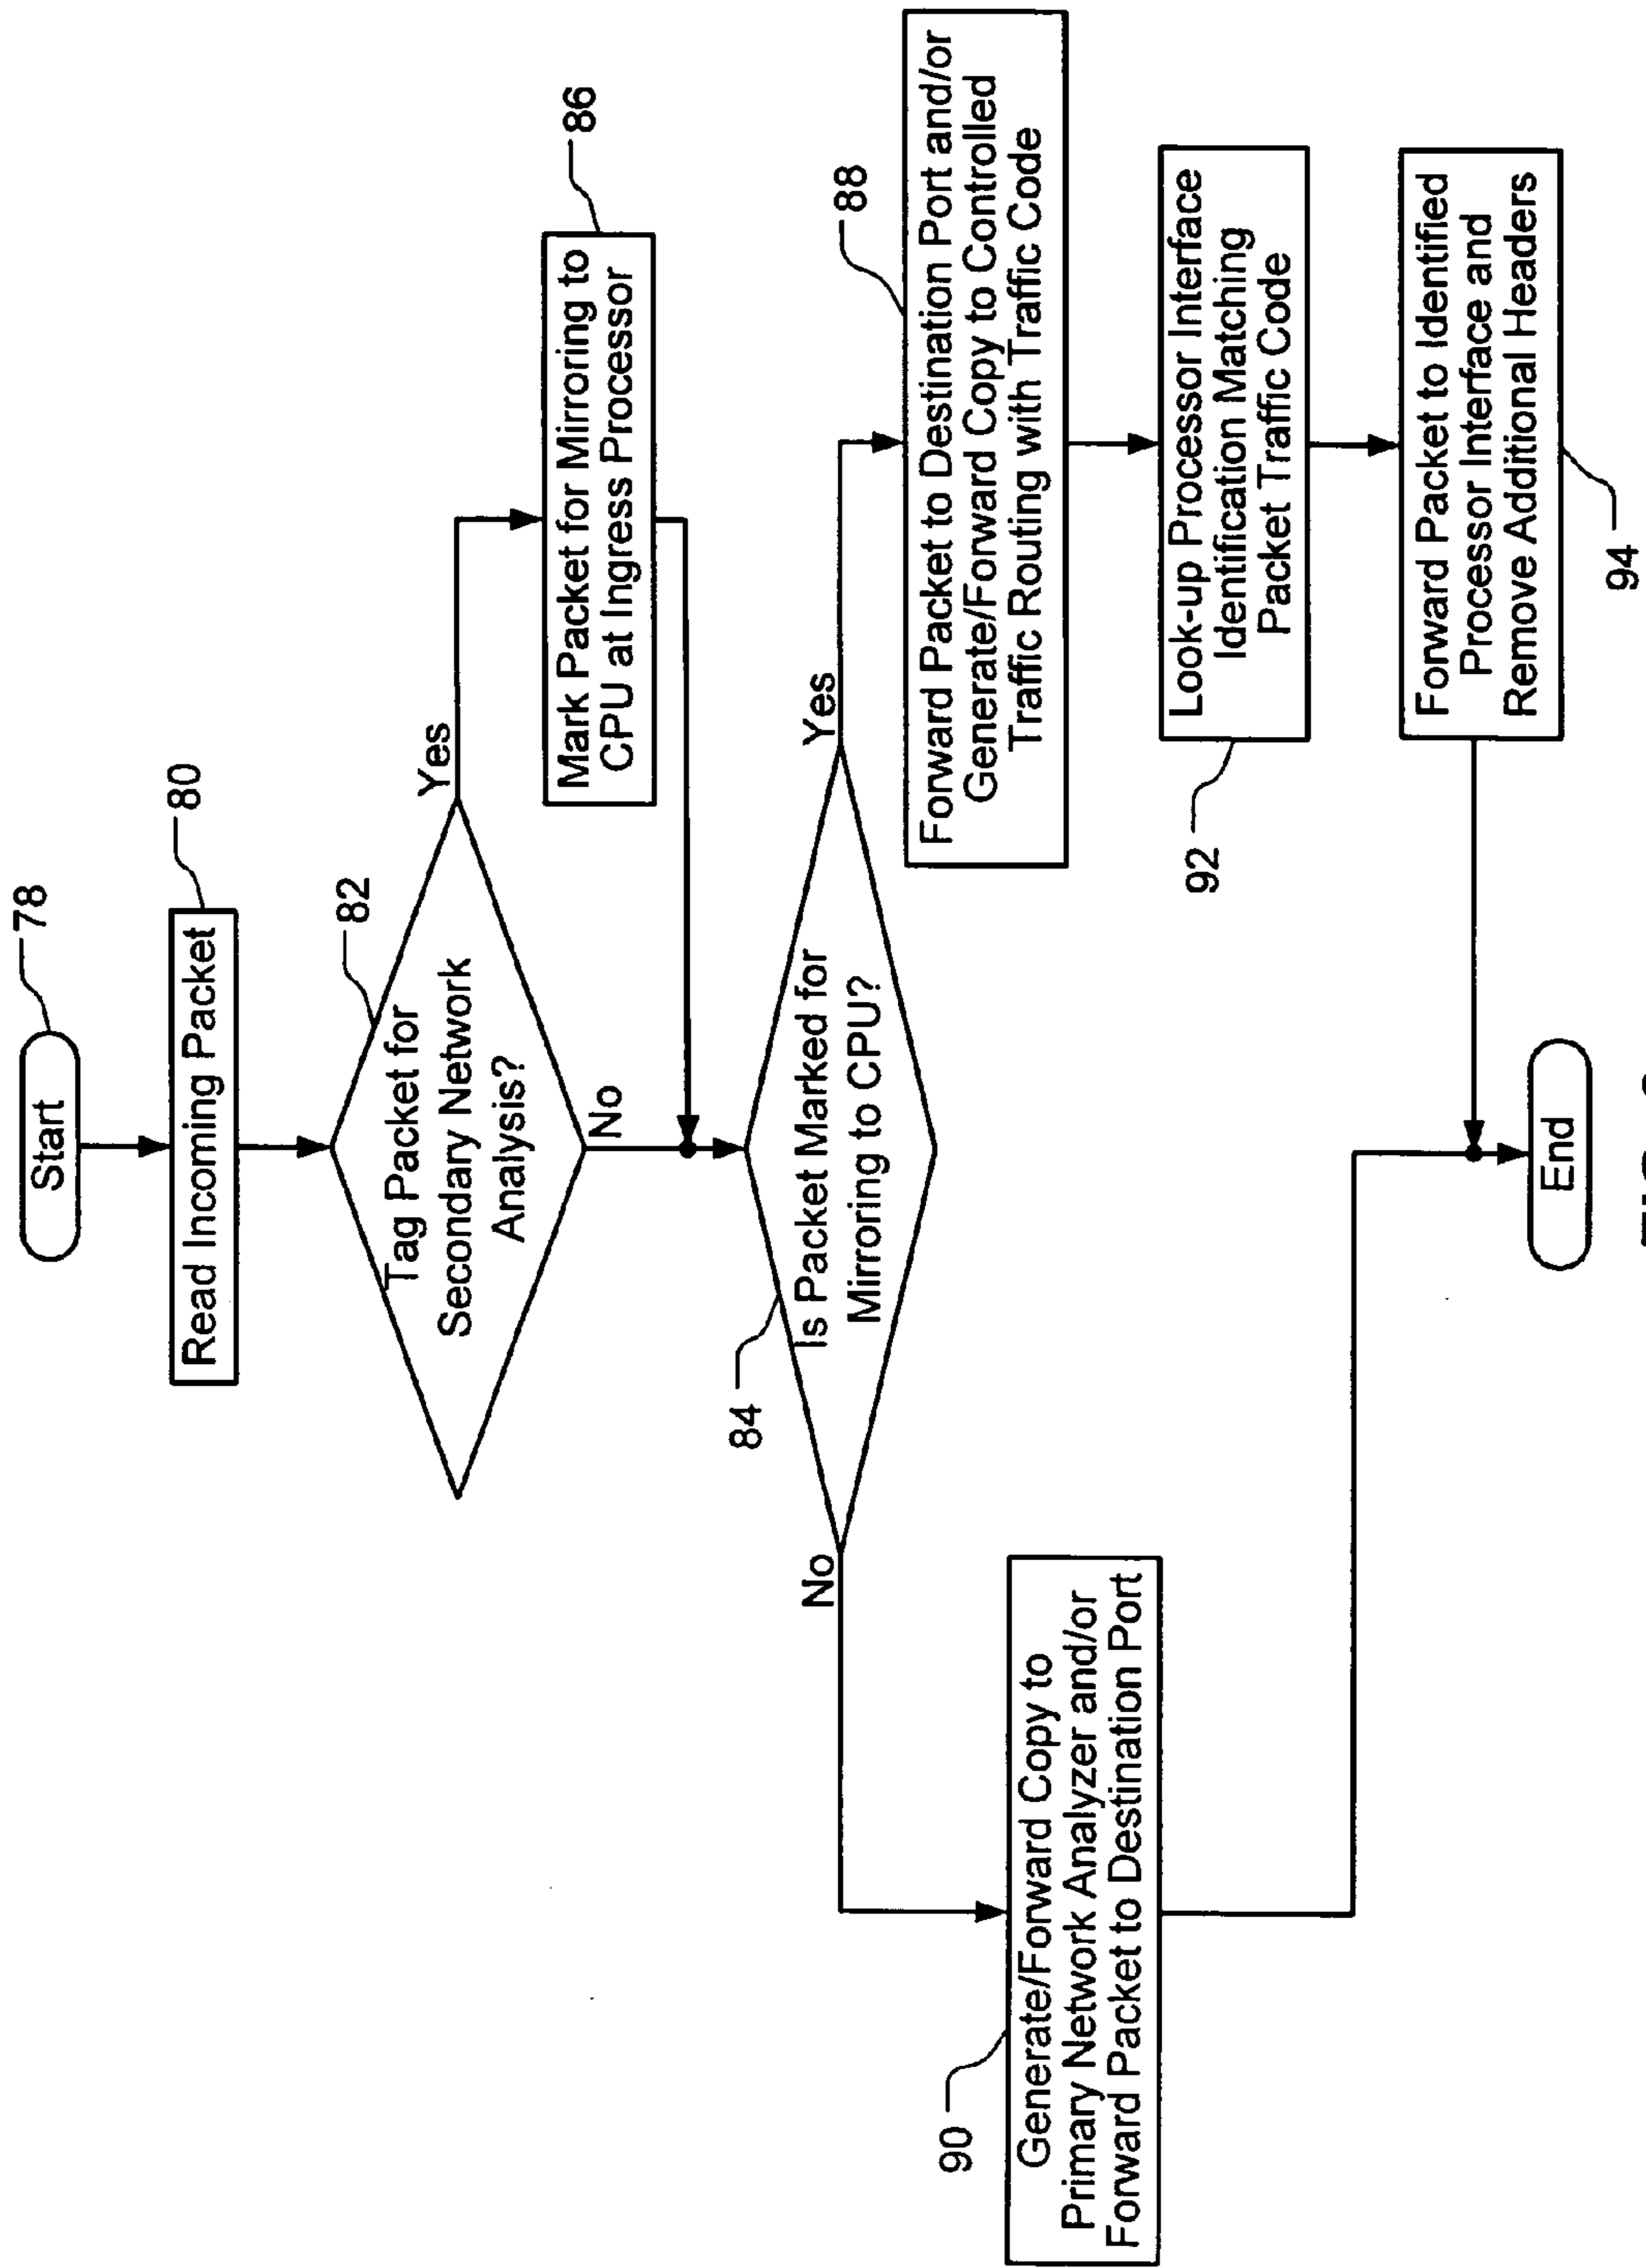 Start
78
Read Incoming Packet
80
Tag Packet for
Secondary Network
Analysis?
82
Yes
No
Mark Packet for Mirroring to
CPU at Ingress Processor
86
Is Packet Marked for
Mirroring to CPU?
84
Yes
No
Forward Packet to Destination Port and/or
Generate/Forward Copy to Controlled
Traffic Routing with Traffic Code
88
Generate/Forward Copy to
Primary Network Analyzer and/or
Forward Packet to Destination Port
90
Look-up Processor Interface
Identification Matching
Packet Traffic Code
92
Forward Packet to Identified
Processor Interface and
Remove Additional Headers
94
End